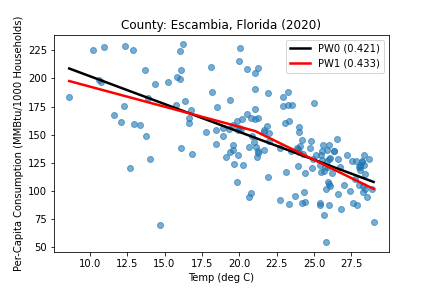 County: Escambia, Florida (2020)
Per-Capita Consumption (MMBtu/1000 Households)
225
200
175
150
125
100
75
50
PW0 (0.421)
PW1 (0.433)
10.0 12.5 15.0 17.5 20.0 22.5 25.0 27.5
Temp (deg C)